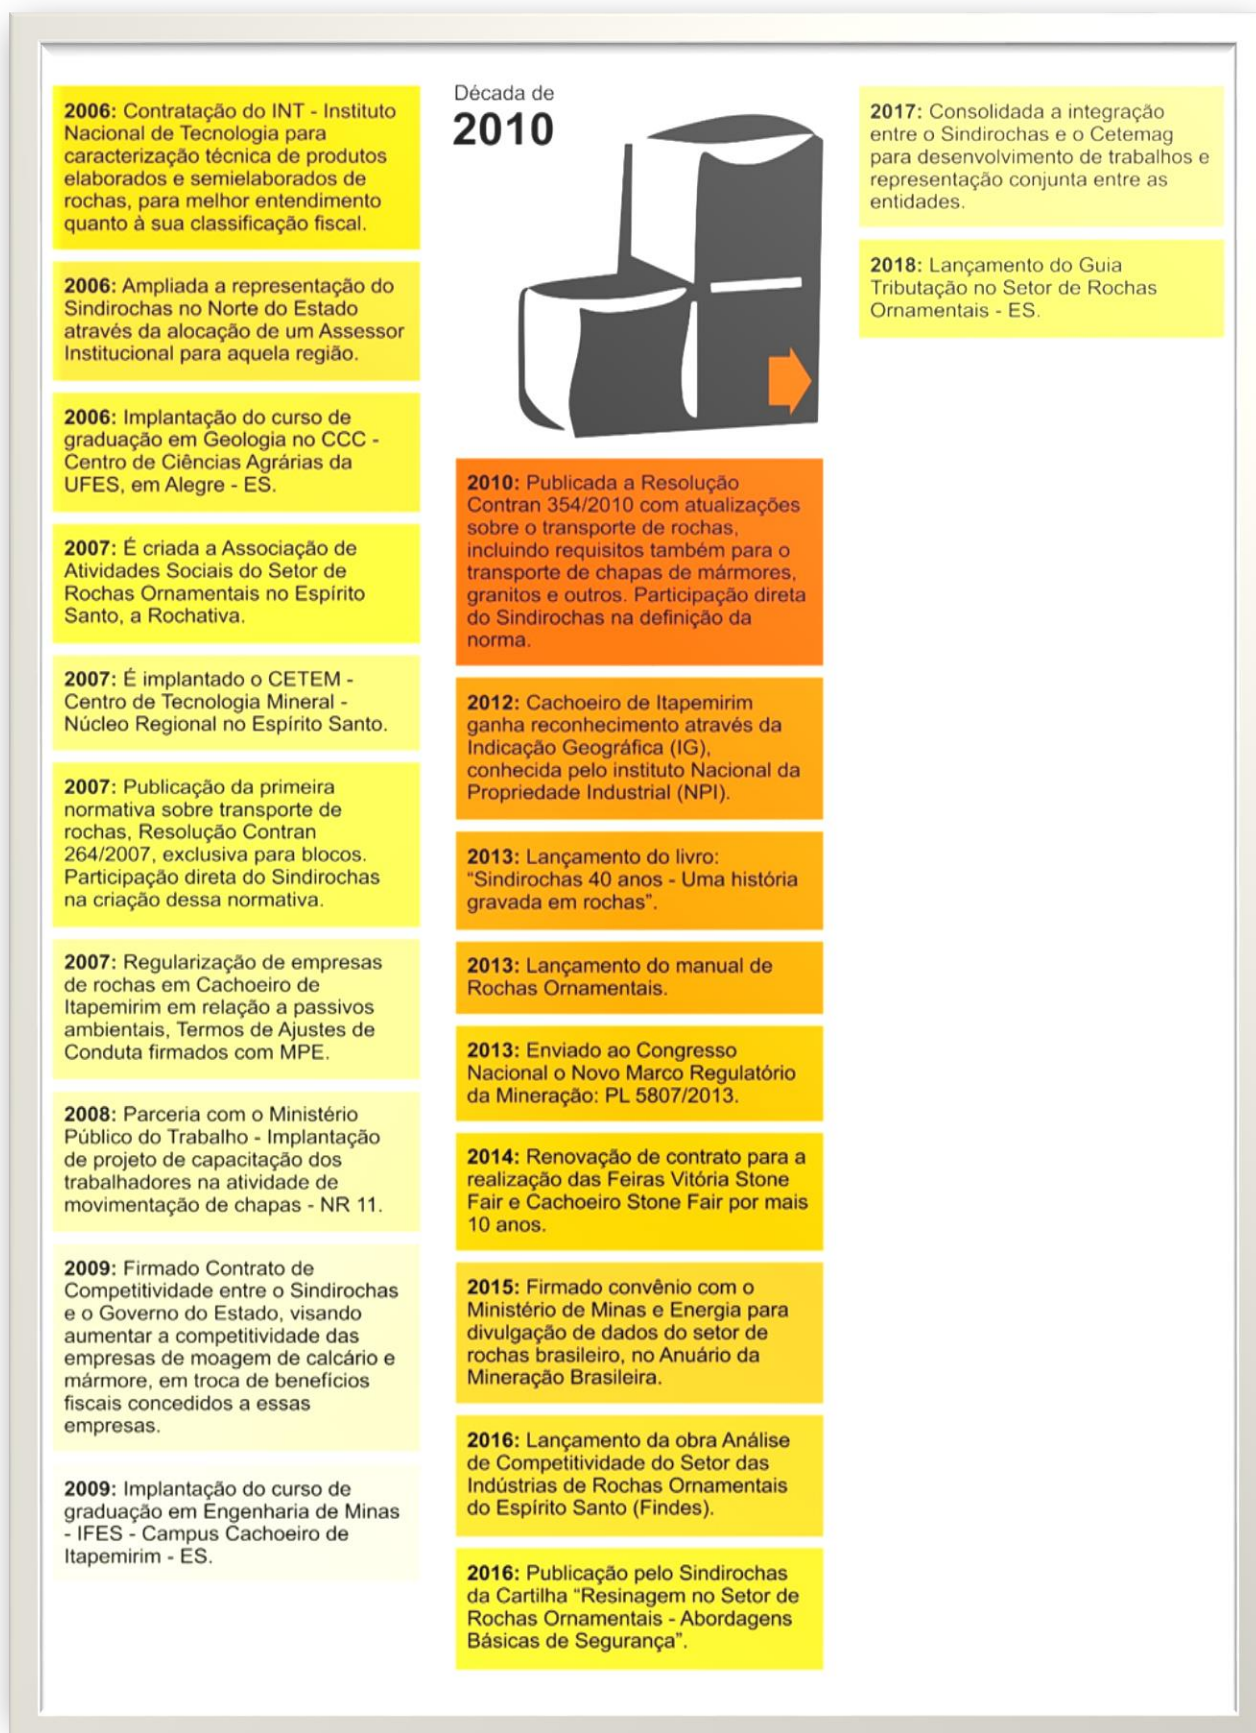 2006: Contratação do INT - Instituto
Nacional de Tecnologia para
caracterização técnica de produtos
elaborados e semielaborados de
rochas, para melhor entendimento
quanto à sua classificação fiscal.
2006: Ampliada a representação do
Sindirochas no Norte do Estado
através da alocação de um Assessor
Institucional para aquela região.
2006: Implantação do curso de
graduação em Geologia no CCC -
Centro de Ciências Agrárias da
UFES, em Alegre - ES.
2007: É criada a Associação de
Atividades Sociais do Setor de
Rochas Ornamentais no Espírito
Santo, a Rochativa.
2007: É implantado o CETEM -
Centro de Tecnologia Mineral -
Núcleo Regional no Espírito Santo.
2007: Publicação da primeira
normativa sobre transporte de
rochas, Resolução Contran
264/2007, exclusiva para blocos.
Participação direta do Sindirochas
na criação dessa normativa.
2007: Regularização de empresas
de rochas em Cachoeiro de
Itapemirim em relação a passivos
ambientais, Termos de Ajustes de
Conduta firmados com MPE.
2008: Parceria com o Ministério
Público do Trabalho - Implantação
de projeto de capacitação dos
trabalhadores na atividade de
movimentação de chapas - NR 11.
2009: Firmado Contrato de
Competitividade entre o Sindirochas
e o Governo do Estado, visando
aumentar a competitividade das
empresas de moagem de calcário e
mármore, em troca de benefícios
fiscais concedidos a essas
empresas.
2009: Implantação do curso de
graduação em Engenharia de Minas
- IFES - Campus Cachoeiro de
Itapemirim - ES.
Década de
2010
2010: Publicada a Resolução
Contran 354/2010 com atualizações
sobre o transporte de rochas,
incluindo requisitos também para o
transporte de chapas de mármores,
granitos e outros. Participação direta
do Sindirochas na definição da
norma.
2012: Cachoeiro de Itapemirim
ganha reconhecimento através da
Indicação Geográfica (IG),
conhecida pelo instituto Nacional da
Propriedade Industrial (NPI).
2013: Lançamento do livro:
“Sindirochas 40 anos - Uma história
gravada em rochas”.
2013: Lançamento do manual de
Rochas Ornamentais.
2013: Enviado ao Congresso
Nacional o Novo Marco Regulatório
da Mineração: PL 5807/2013.
2014: Renovação de contrato para a
realização das Feiras Vitória Stone
Fair e Cachoeiro Stone Fair por mais
10 anos.
2015: Firmado convênio com o
Ministério de Minas e Energia para
divulgação de dados do setor de
rochas brasileiro, no Anuário da
Mineração Brasileira.
2016: Lançamento da obra Análise
de Competitividade do Setor das
Indústrias de Rochas Ornamentais
do Espírito Santo (Findes).
2016: Publicação pelo Sindirochas
da Cartilha “Resinagem no Setor de
Rochas Ornamentais - Abordagens
Básicas de Segurança”.
2017: Consolidada a integração
entre o Sindirochas e o Cetemag
para desenvolvimento de trabalhos e
representação conjunta entre as
entidades.
2018: Lançamento do Guia
Tributação no Setor de Rochas
Ornamentais - ES.